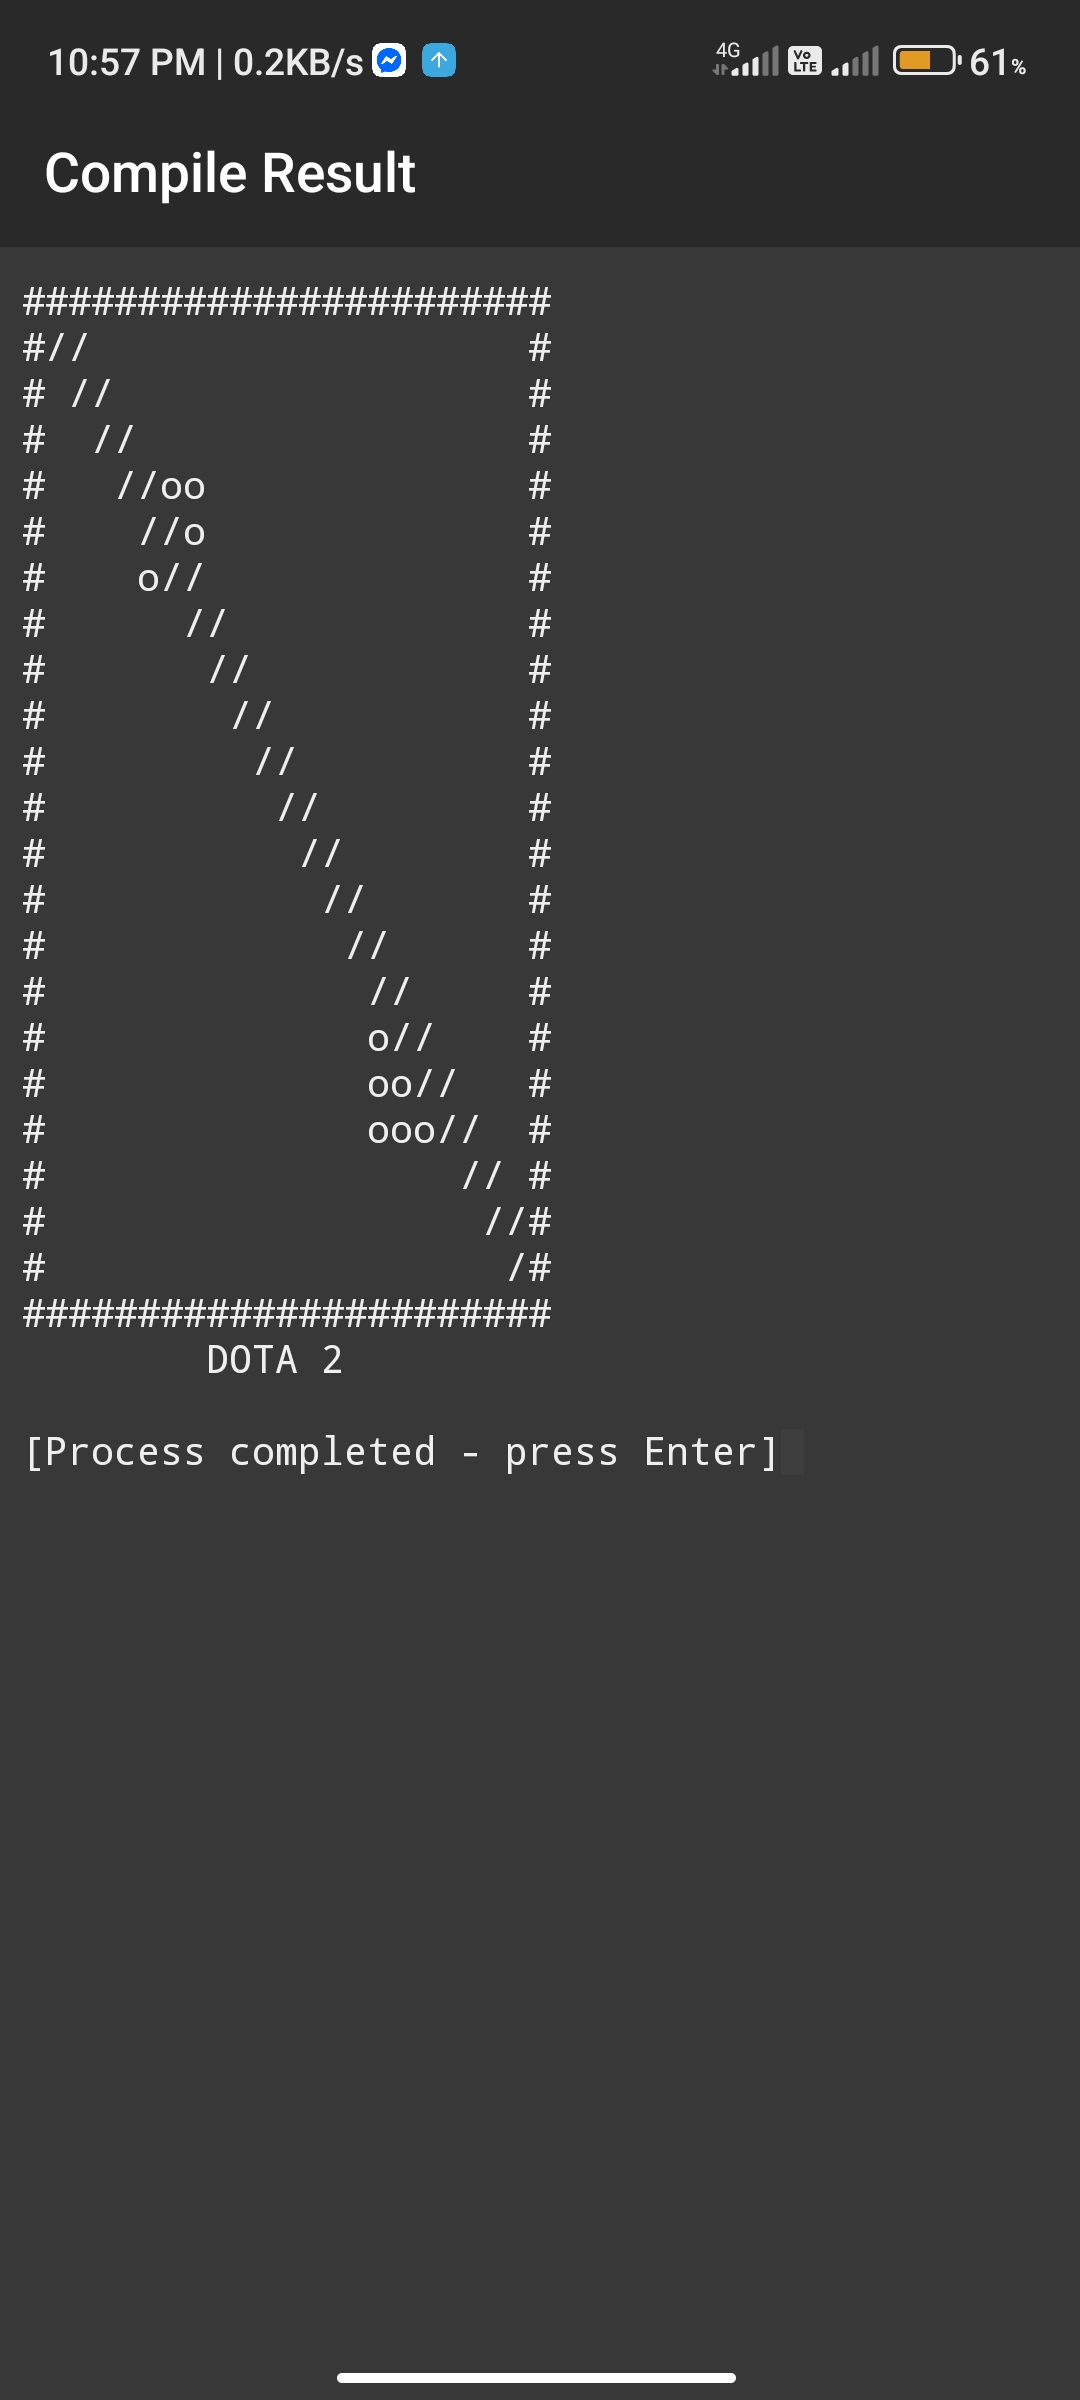 10:57 PM | 0.2KB/s 4G Vo LTE 61%
Compile Result
#######################
#//                   #
# //                  #
#  //                 #
#   //oo              #
#    //o              #
#    o//              #
#      //             #
#       //            #
#        //           #
#         //          #
#          //         #
#           //        #
#            //       #
#             //      #
#              //     #
#              o//    #
#              oo//   #
#              ooo//  #
#                  // #
#                   //#
#                    /#
#######################
        DOTA 2
[Process completed - press Enter]